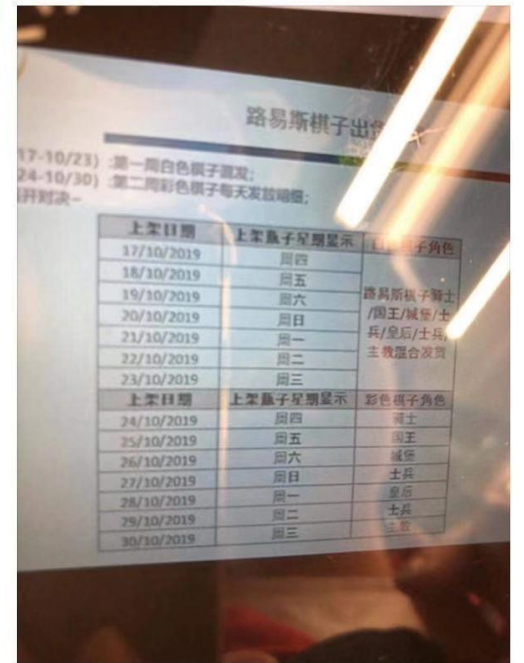 路易斯棋子出
17-10/23）:第一周白色棋子混发;
24-10/30）:第二周彩色棋子每天发放明细;
开对决~
上架日期 上架盒子星期显示 棋子角色
17/10/2019 周四
18/10/2019 周五
19/10/2019 周六 路易斯棋子骑士
20/10/2019 周日 /国王/城堡/士
21/10/2019 周一 兵/皇后/士兵/
22/10/2019 周二 主教混合发货
23/10/2019 周三
上架日期 上架盒子星期显示 彩色棋子角色
24/10/2019 周四 骑士
25/10/2019 周五 国王
26/10/2019 周六 城堡
27/10/2019 周日 士兵
28/10/2019 周一 皇后
29/10/2019 周二 士兵
30/10/2019 周三 主教